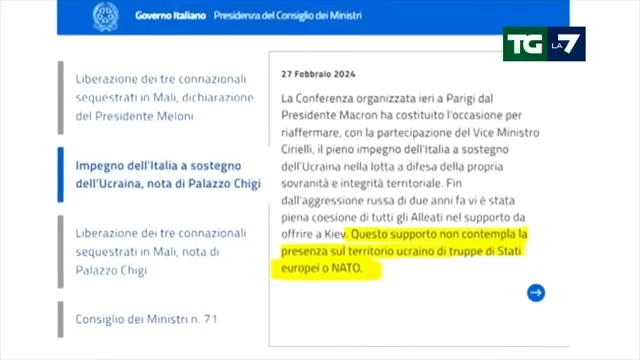 Governo Italiano Presidenza del Consiglio dei Ministri
TG LA 7
Liberazione dei tre connazionali
sequestrati in Mali, dichiarazione
del Presidente Meloni
Impegno dell'Italia a sostegno
dell'Ucraina, nota di Palazzo Chigi
Liberazione dei tre connazionali
sequestrati in Mali, nota di
Palazzo Chigi
Consiglio dei Ministri n. 71
27 Febbraio 2024
La Conferenza organizzata ieri a Parigi dal
Presidente Macron ha costituito l'occasione per
riaffermare, con la partecipazione del Vice Ministro
Cirielli, il pieno impegno dell'Italia a sostegno
dell'Ucraina nella lotta a difesa della propria
sovranità e integrità territoriale. Fin
dall'aggressione russa di due anni fa vi è stata
piena coesione di tutti gli Alleati nel supporto da
offrire a Kiev. Questo supporto non contempla la
presenza sul territorio ucraino di truppe di Stati
europei o NATO.